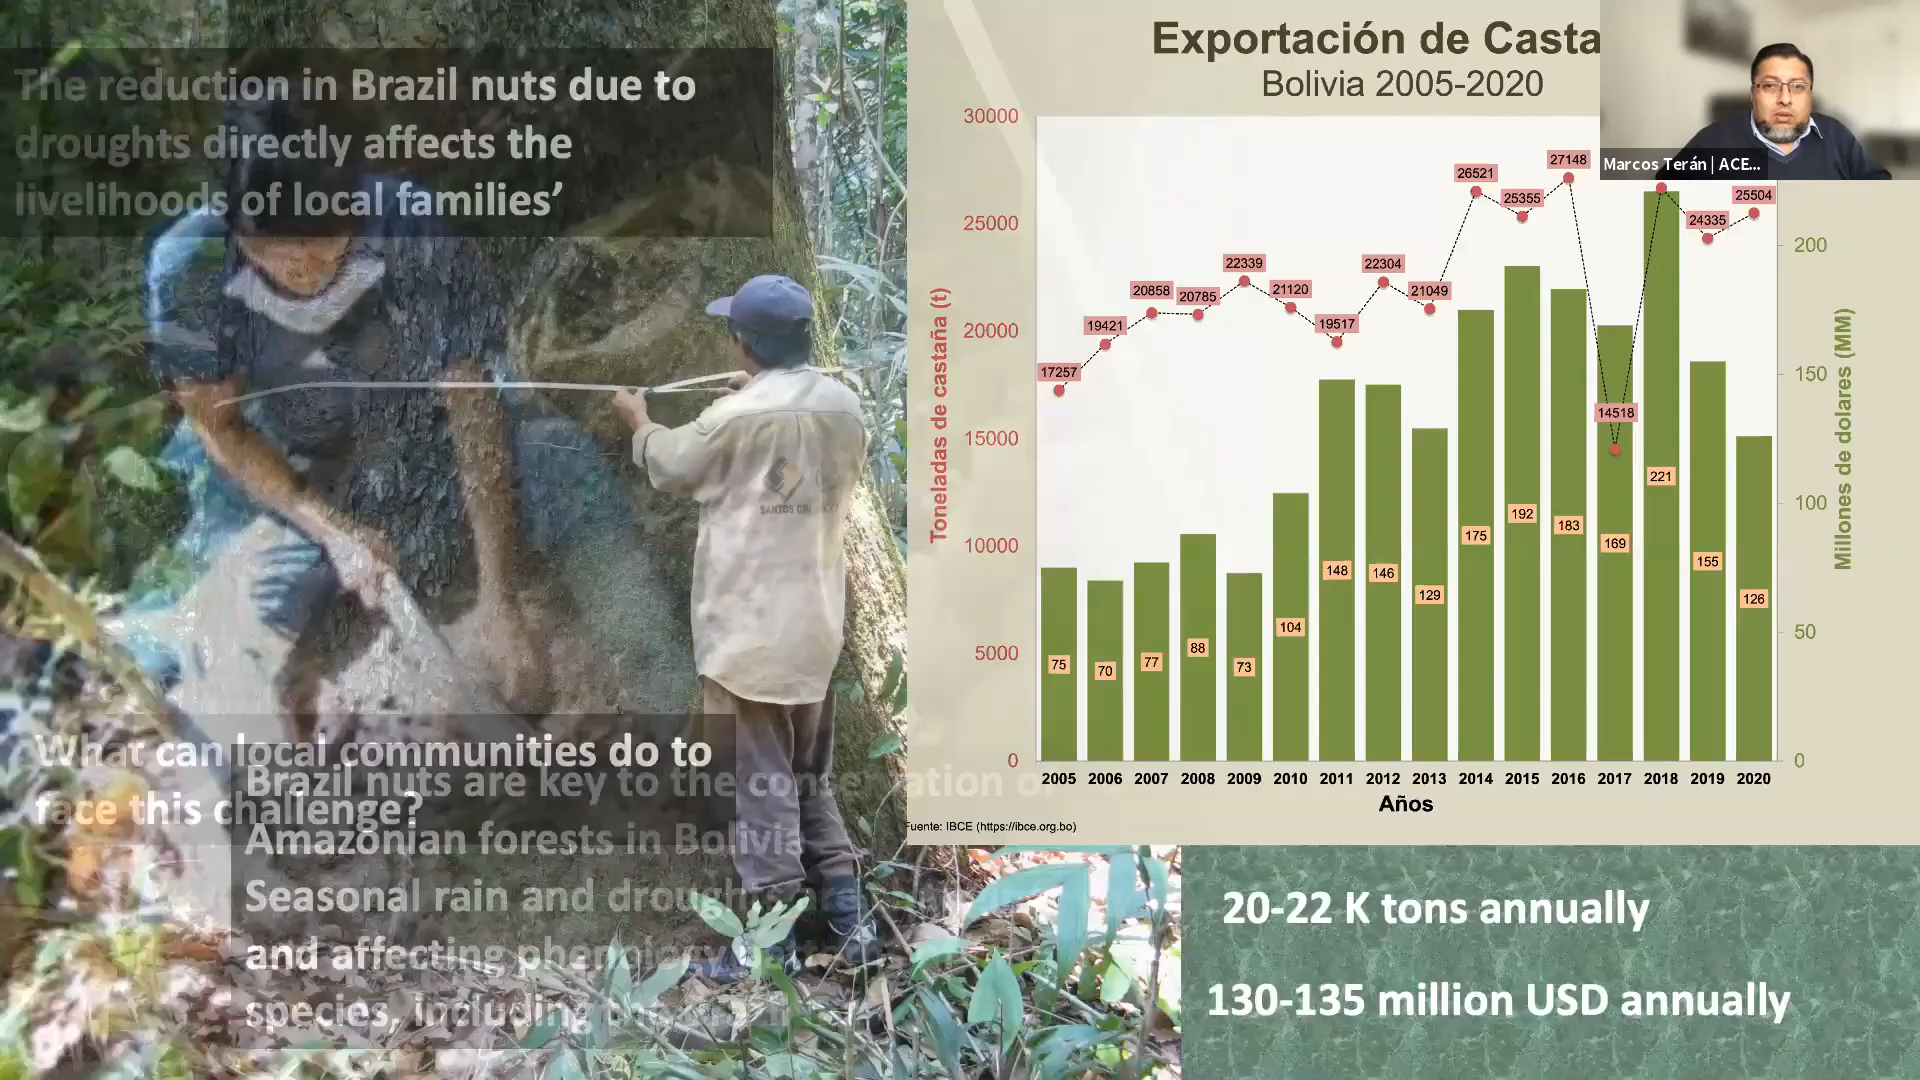 The reduction in Brazil nuts due to
droughts directly affects the
livelihoods of local families’
What can local communities do to
face this challenge?
Brazil nuts are key to the conservation of
Amazonian forests in Bolivia
Seasonal rain and drough
and affecting phenology
species, including
SANTOS
Exportación de Casta
Bolivia 2005-2020
Marcos Terán | ACE...
Toneladas de castaña (t)
30000
25000
20000
15000
10000
5000
0
17257
19421
20858
20785
22339
21120
19517
22304
21049
26521
25355
27148
14518
24335
25504
75
70
77
88
73
104
148
146
129
175
192
183
169
221
155
126
200
150
100
50
0
Millones de dolares (MM)
2005 2006 2007 2008 2009 2010 2011 2012 2013 2014 2015 2016 2017 2018 2019 2020
Años
Fuente: IBCE (https://ibce.org.bo)
20-22 K tons annually
130-135 million USD annually